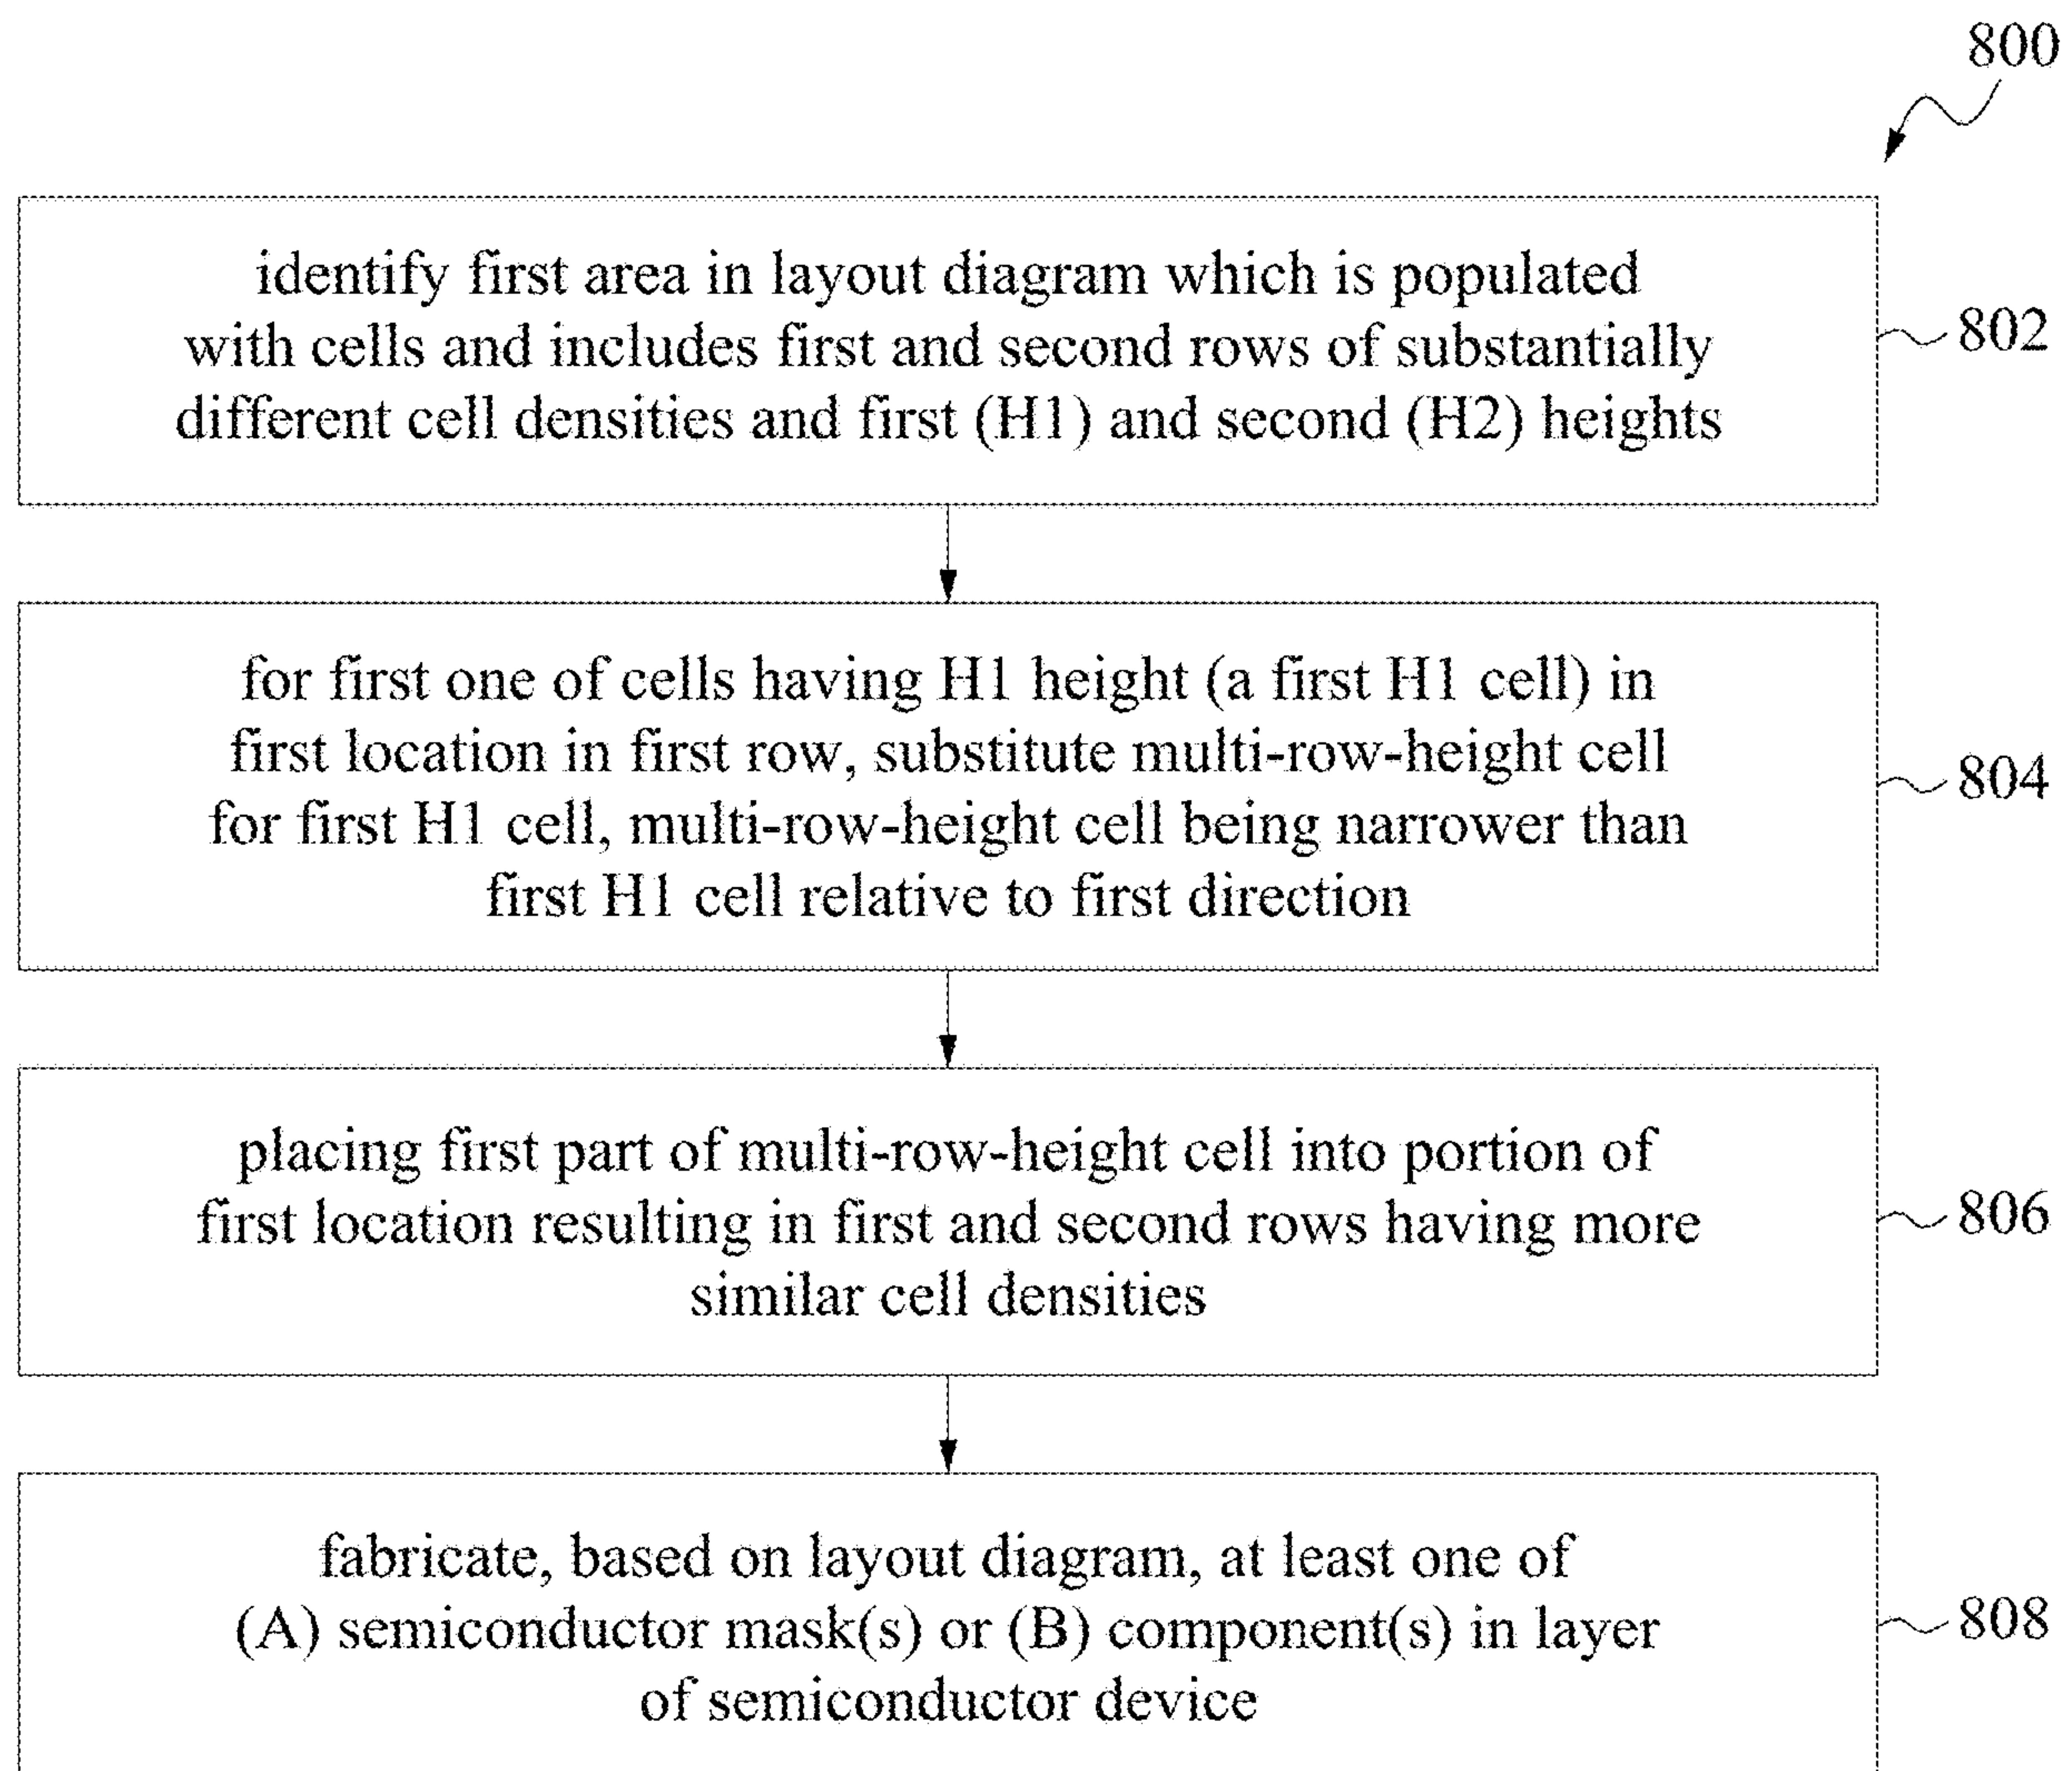 800
identify first area in layout diagram which is populated
with cells and includes first and second rows of substantially
different cell densities and first (H1) and second (H2) heights
802
for first one of cells having H1 height (a first H1 cell) in
first location in first row, substitute multi-row-height cell
for first H1 cell, multi-row-height cell being narrower than
first H1 cell relative to first direction
804
placing first part of multi-row-height cell into portion of
first location resulting in first and second rows having more
similar cell densities
806
fabricate, based on layout diagram, at least one of
(A) semiconductor mask(s) or (B) component(s) in layer
of semiconductor device
808